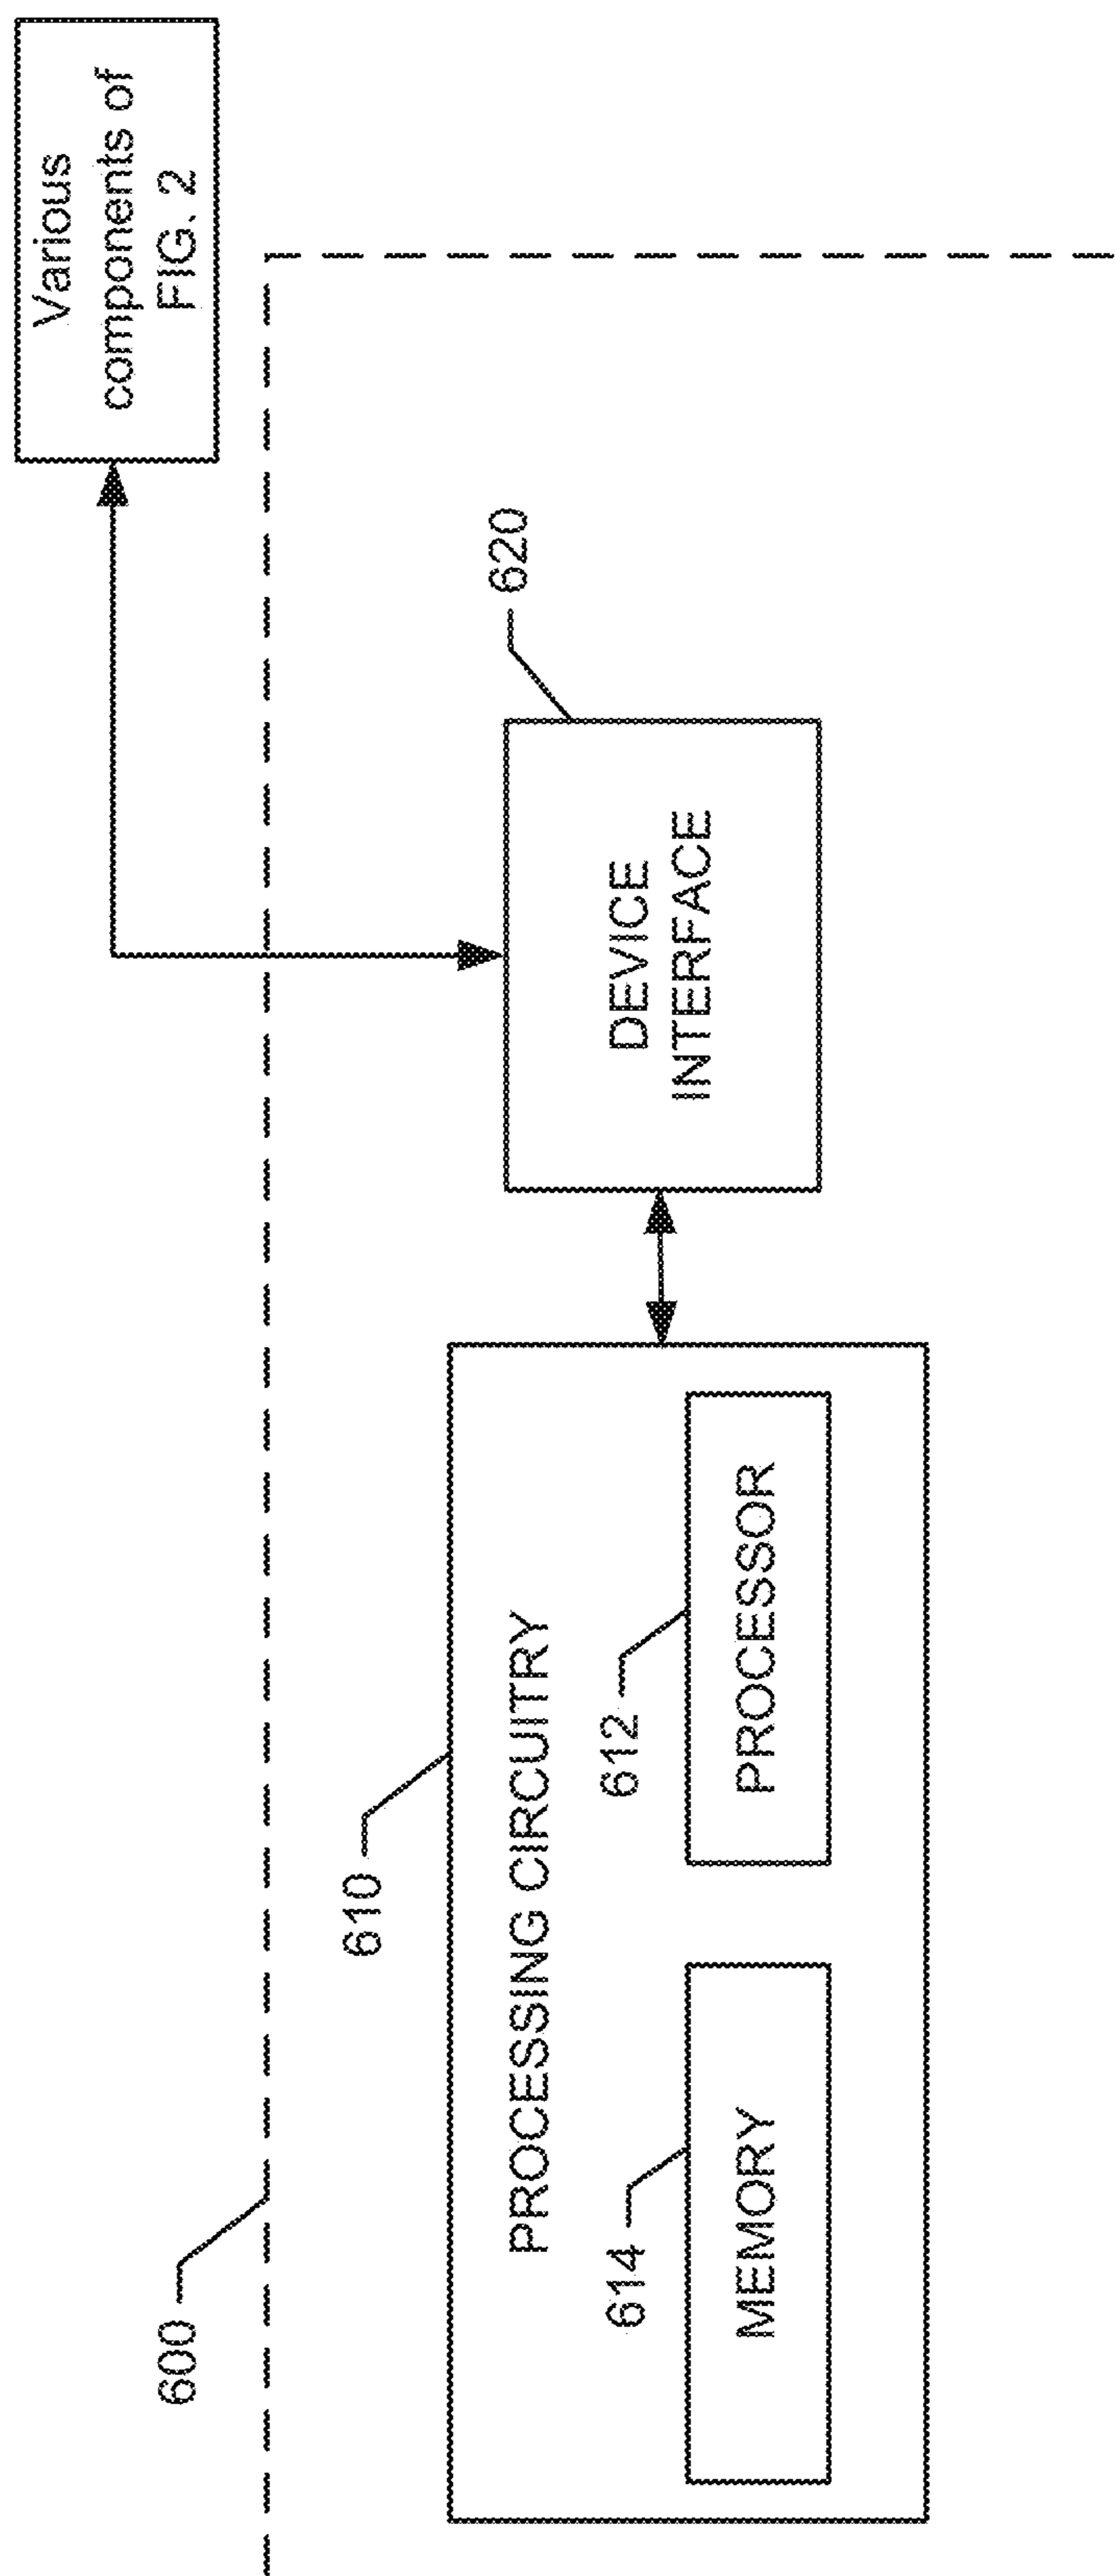 Various
components of
FIG. 2
600
620
610
DEVICE
INTERFACE
PROCESSING CIRCUITRY
614
612
MEMORY
PROCESSOR